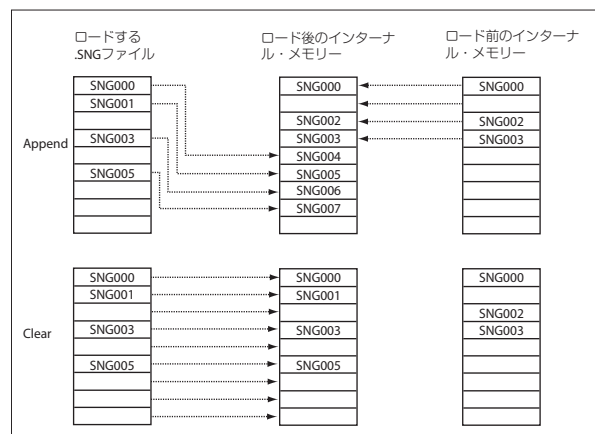 ロードする
.SNGファイル
ロード後のインターナ
ル・メモリー
ロード前のインターナ
ル・メモリー
Append
SNG000
SNG001
SNG003
SNG005
SNG000
SNG002
SNG003
SNG004
SNG005
SNG006
SNG007
SNG000
SNG002
SNG003
Clear
SNG000
SNG001
SNG003
SNG005
SNG000
SNG001
SNG003
SNG005
SNG000
SNG002
SNG003